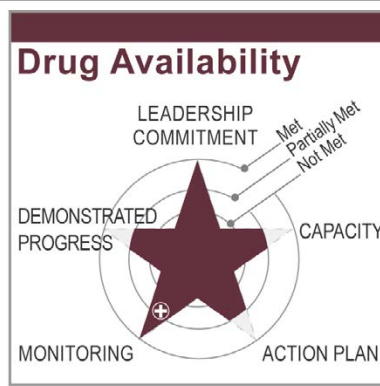 Drug Availability
LEADERSHIP
COMMITMENT
Met
Partially Met
Not Met
DEMONSTRATED
PROGRESS
CAPACITY
MONITORING
ACTION PLAN